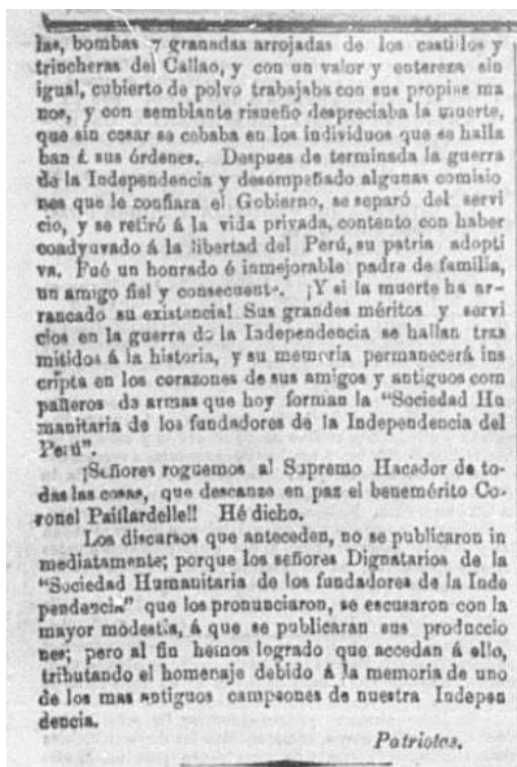 las, bombas y granadas arrojadas de los castillos y
trincheras del Callao, y con un valor y entereza sin
igual, cubierto de polvo trabajaba con sus propias ma
nos, y con semblante risueño despreciaba la muerte,
que sin cesar se cebaba en los individuos que se halla
ban á sus órdenes. Despues de terminada la guerra
de la Independencia y desempeñado algunas comisio
nes que le confiara el Gobierno, se separó del servi
cio, y se retiró á la vida privada, contento con haber
coadyuvado á la libertad del Perú, su patria adopti
va. Fué un honrado é inmejorable padre de familia,
un amigo fiel y consecuente. ¡Y si la muerte ha ar
rancado su existencia! Sus grandes méritos y servi
cios en la guerra de la Independencia se hallan tras
mitidos á la historia, y su memoria permanecerá ins
cripta en los corazones de sus amigos y antiguos com
pañeros de armas que hoy forman la "Sociedad Hu
manitaria de los fundadores de la Independencia del
Perú".
¡Señores roguemos al Supremo Hacedor de to-
das las cosas, que descanze en paz el benemérito Co
ronel Paillardelle!! Hé dicho.
Los discursos que anteceden, no se publicaron in
mediatamente; porque los señores Dignatarios de la
"Sociedad Humanitaria de los fundadores de la Inde
pendencia" que los pronunciaron, se escusaron con la
mayor modestia, á que se publicaran sus produccio
nes; pero al fin hemos logrado que accedan á ello,
tributando el homenaje debido á la memoria de uno
de los mas antiguos campeones de nuestra Indepen
dencia.
Patriotas.